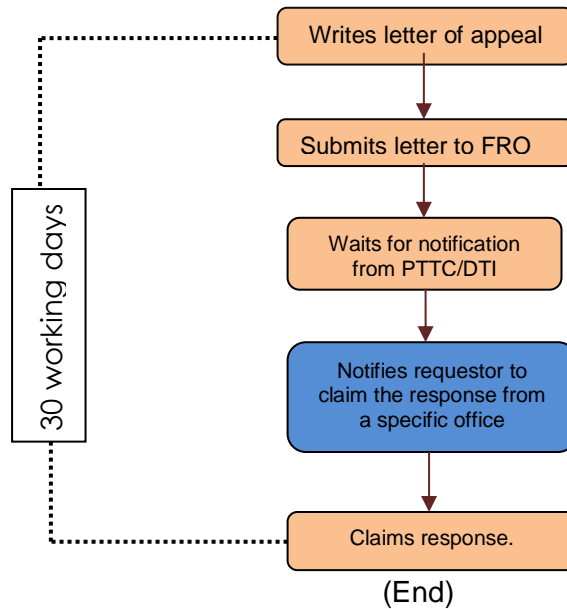 Writes letter of appeal
Submits letter to FRO
30 working days
Waits for notification
from PTTC/DTI
Notifies requestor to
claim the response from
a specific office
Claims response.
(End)